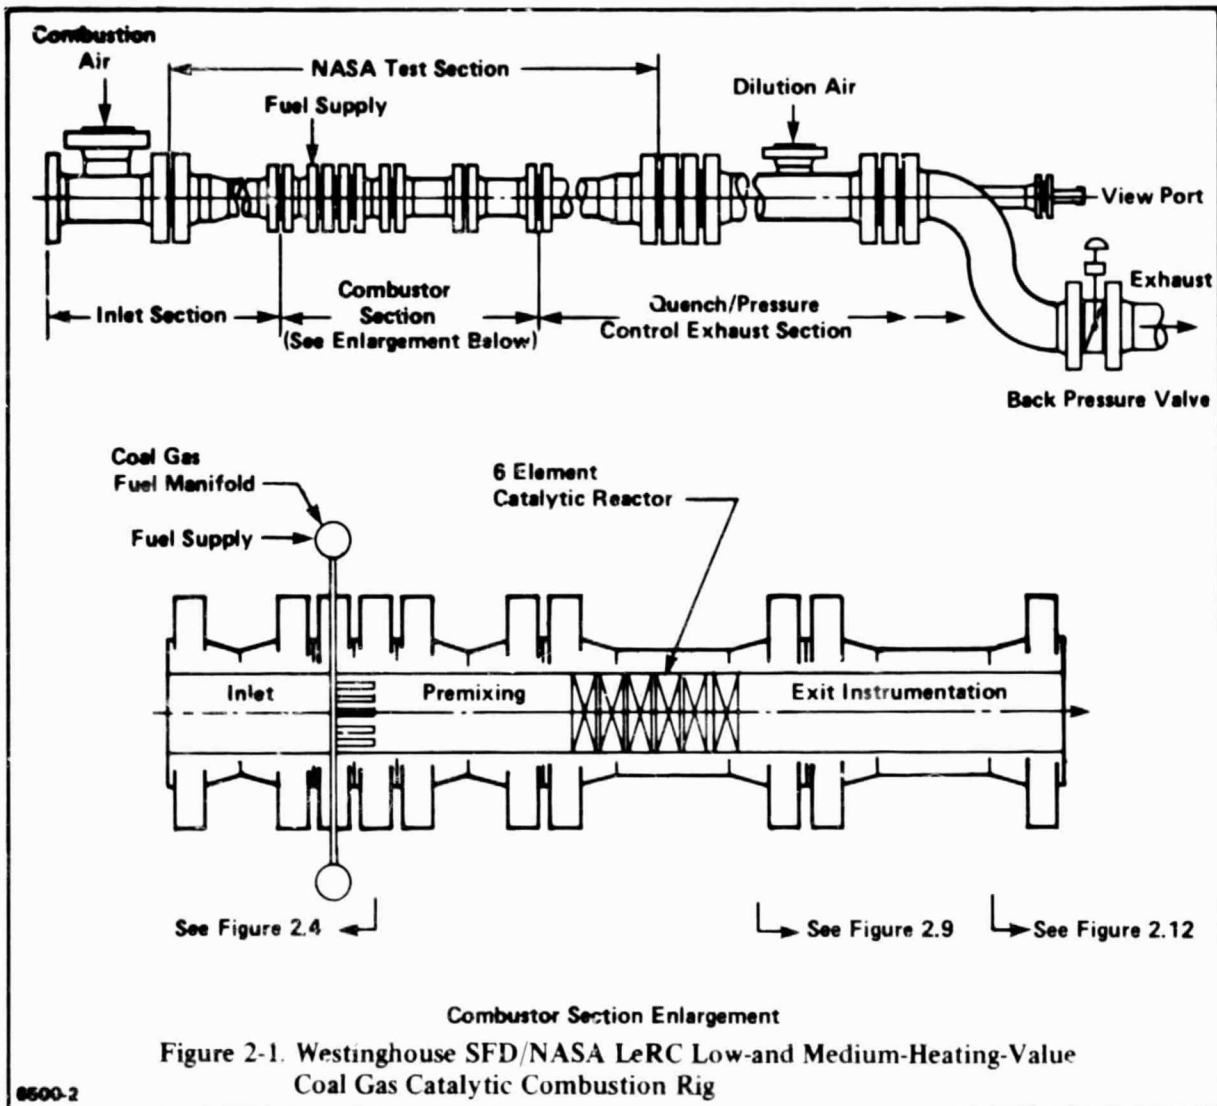 Combustion
Air
NASA Test Section
Fuel Supply
Dilution Air
View Port
Exhaust
Inlet Section
Combustor
Section
(See Enlargement Below)
Quench/Pressure
Control Exhaust Section
Back Pressure Valve
Coal Gas
Fuel Manifold
Fuel Supply
6 Element
Catalytic Reactor
Inlet
Premixing
Exit Instrumentation
See Figure 2.4
See Figure 2.9
See Figure 2.12
Combustor Section Enlargement
Figure 2-1. Westinghouse SFD/NASA LeRC Low-and Medium-Heating-Value
Coal Gas Catalytic Combustion Rig
6500-2